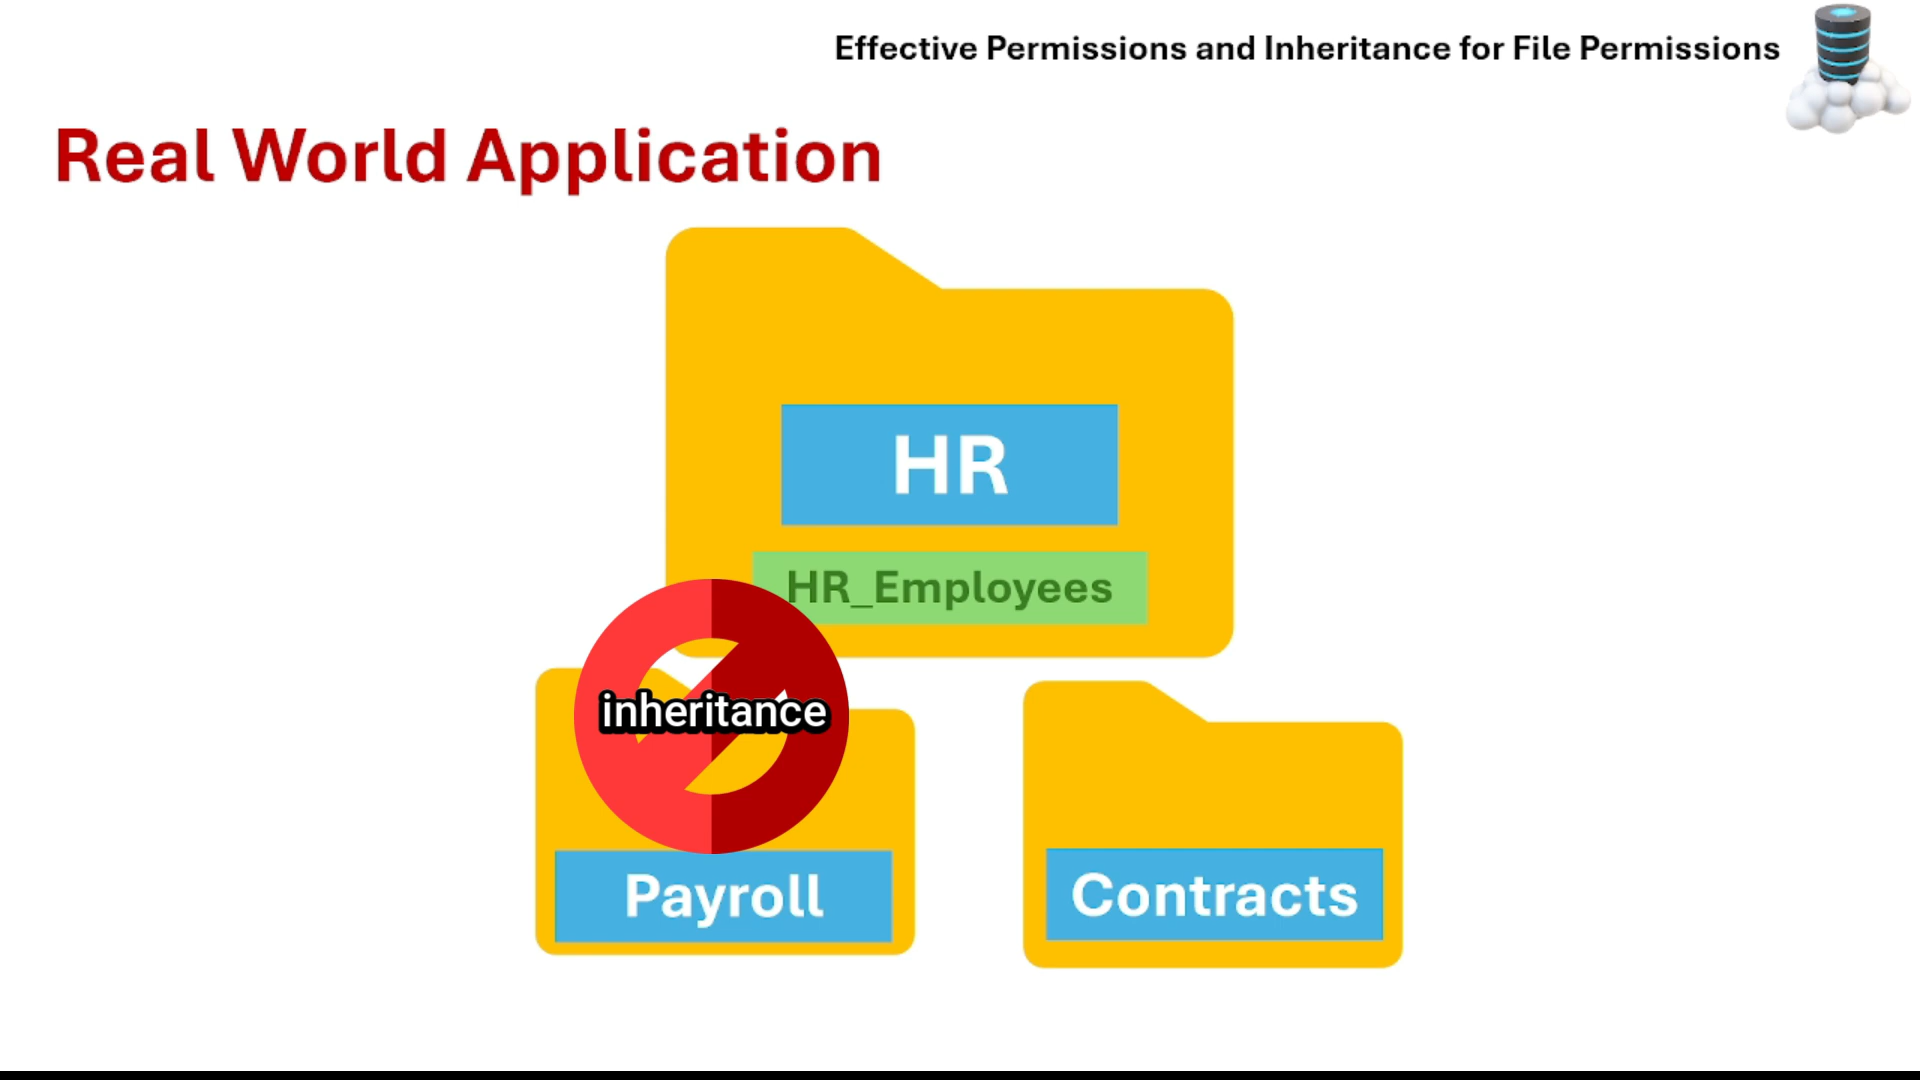 Effective Permissions and Inheritance for File Permissions
Real World Application
HR
HR_Employees
inheritance
Payroll
Contracts